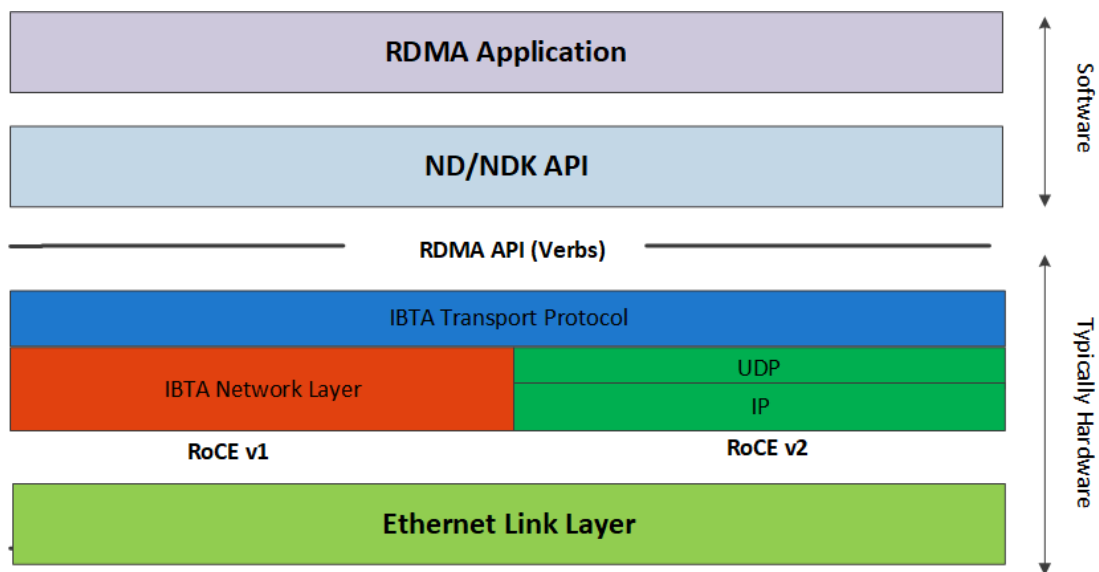 RDMA Application
Software
ND/NDK API
RDMA API (Verbs)
IBTA Transport Protocol
IBTA Network Layer
UDP
IP
RoCE v1
RoCE v2
Typically Hardware
Ethernet Link Layer